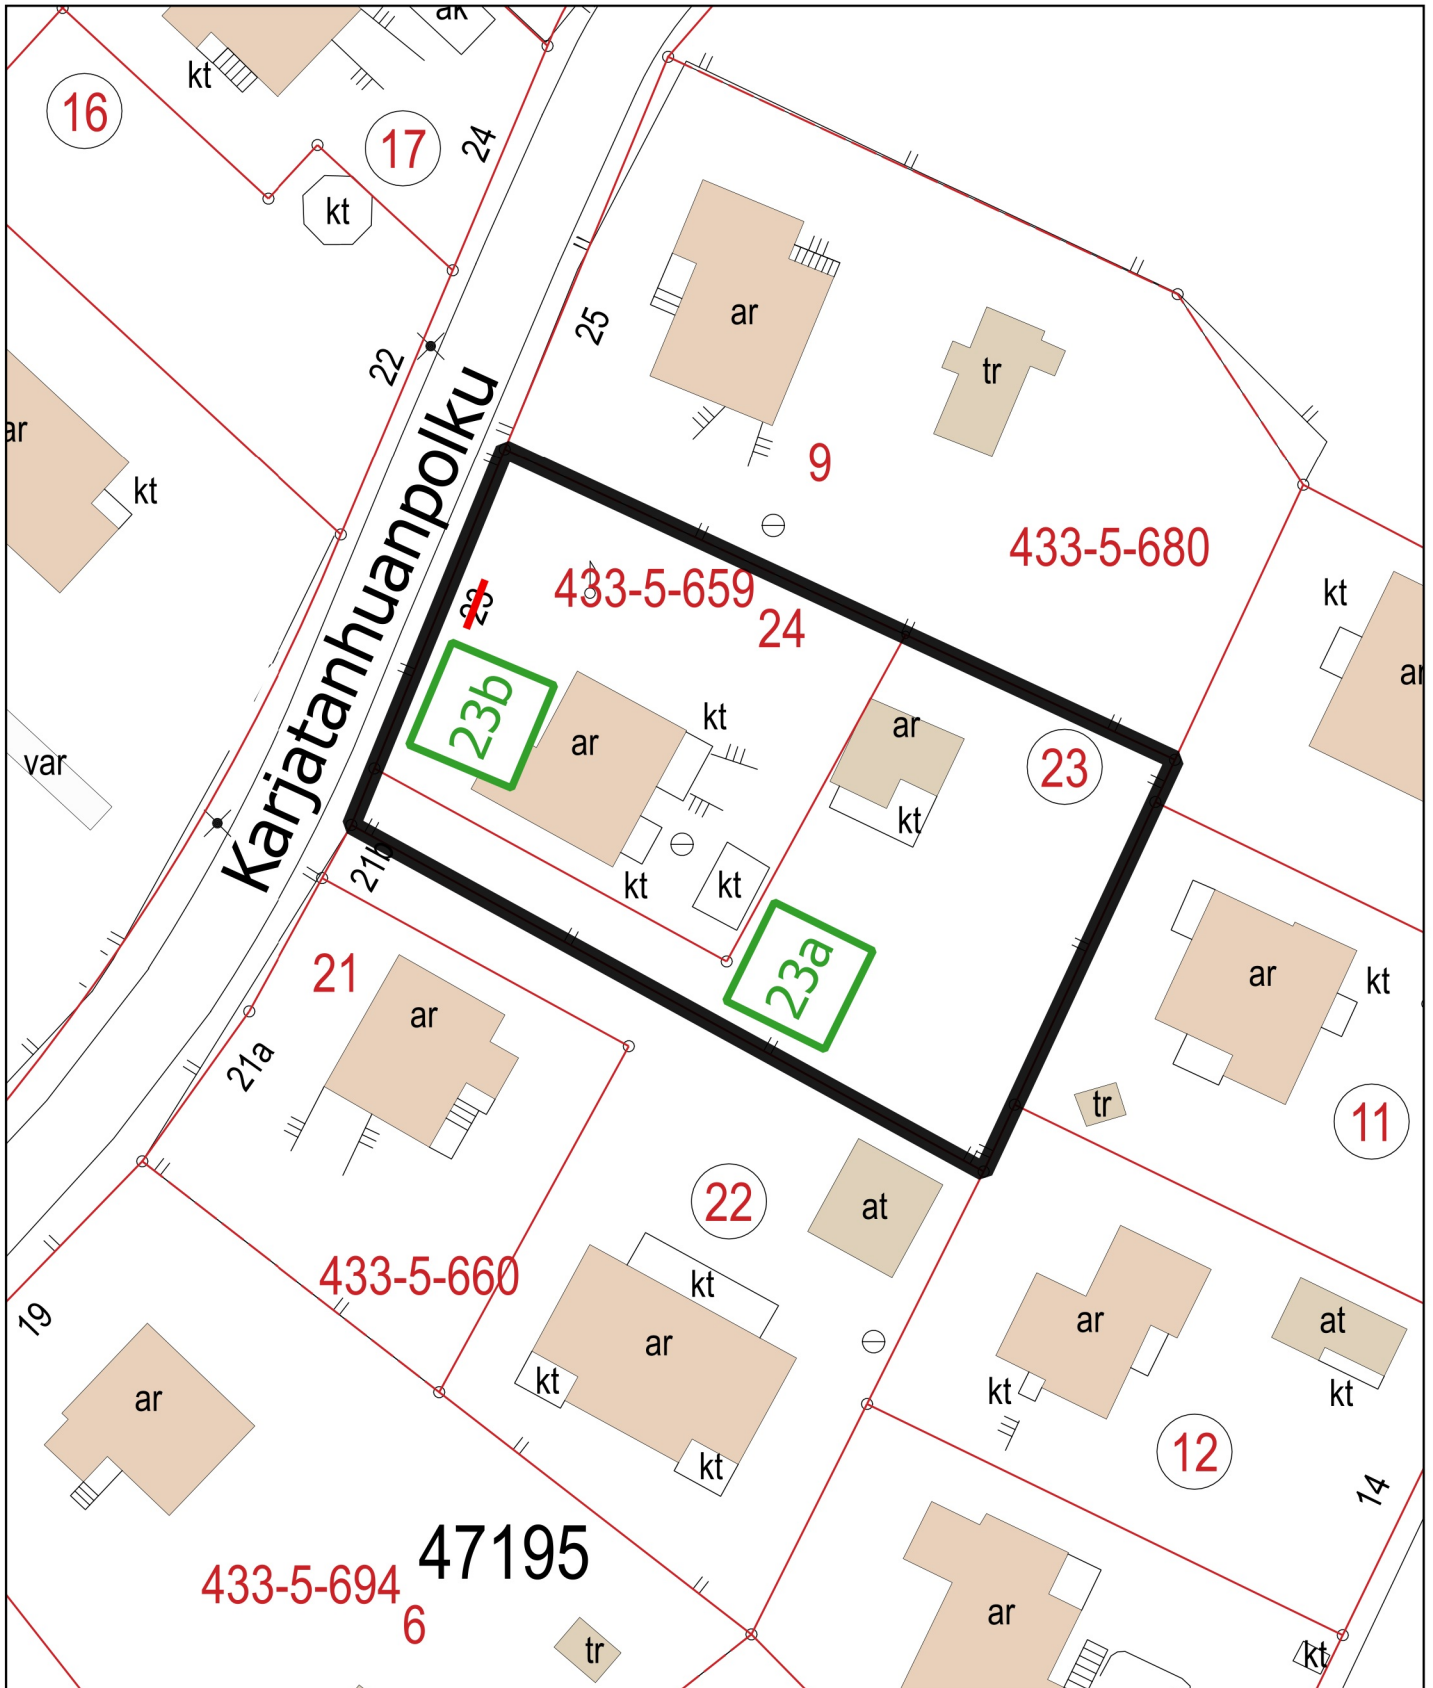 ak
kt
16
17
24
kt
25
ar
tr
22
ar
kt
Karjatanhuanpolku
9
433-5-680
23
433-5-659
24
kt
ar
23b
ar
kt
ar
kt
23
var
21b
kt
kt
23a
21
ar
21a
ar
kt
tr
11
22
at
433-5-660
kt
ar
kt
19
ar
kt
ar
at
kt
kt
12
14
47195
433-5-694
6
tr
ar
kt